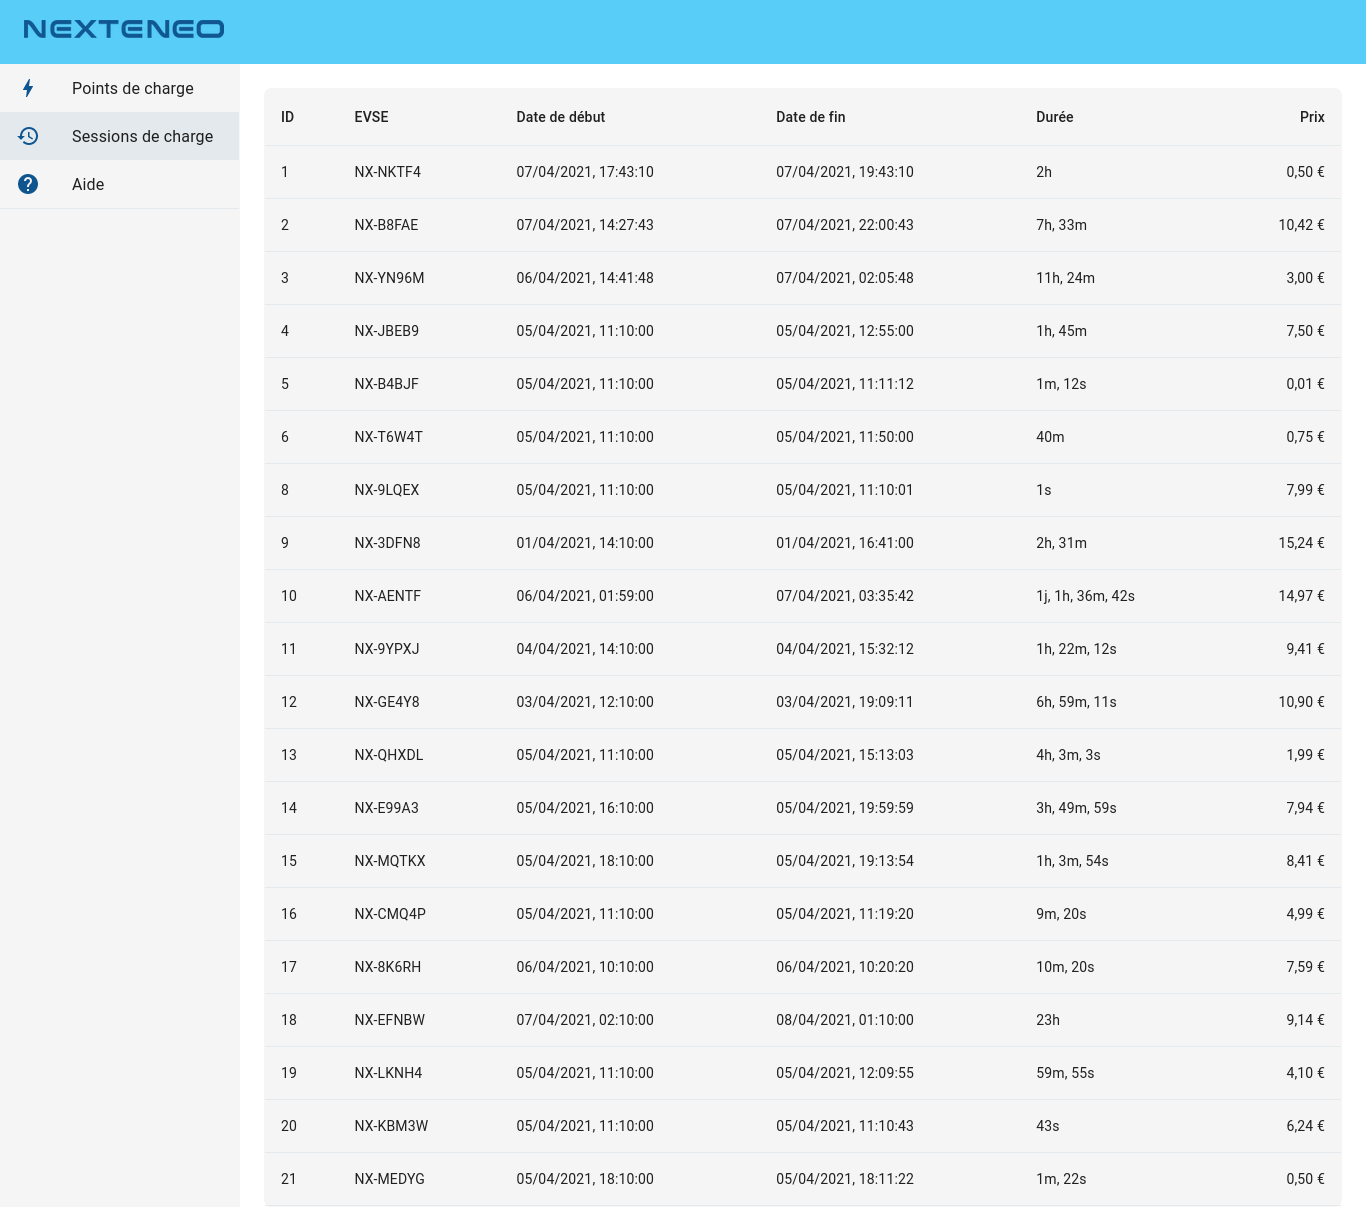 NEXTENEO
Points de charge
Sessions de charge
Aide
ID EVSE Date de début Date de fin Durée Prix
1 NX-NKTF4 07/04/2021, 17:43:10 07/04/2021, 19:43:10 2h 0,50 €
2 NX-B8FAE 07/04/2021, 14:27:43 07/04/2021, 22:00:43 7h, 33m 10,42 €
3 NX-YN96M 06/04/2021, 14:41:48 07/04/2021, 02:05:48 11h, 24m 3,00 €
4 NX-JBEB9 05/04/2021, 11:10:00 05/04/2021, 12:55:00 1h, 45m 7,50 €
5 NX-B4BJF 05/04/2021, 11:10:00 05/04/2021, 11:11:12 1m, 12s 0,01 €
6 NX-T6W4T 05/04/2021, 11:10:00 05/04/2021, 11:50:00 40m 0,75 €
8 NX-9LQEX 05/04/2021, 11:10:00 05/04/2021, 11:10:01 1s 7,99 €
9 NX-3DFN8 01/04/2021, 14:10:00 01/04/2021, 16:41:00 2h, 31m 15,24 €
10 NX-AENTF 06/04/2021, 01:59:00 07/04/2021, 03:35:42 1j, 1h, 36m, 42s 14,97 €
11 NX-9YPXJ 04/04/2021, 14:10:00 04/04/2021, 15:32:12 1h, 22m, 12s 9,41 €
12 NX-GE4Y8 03/04/2021, 12:10:00 03/04/2021, 19:09:11 6h, 59m, 11s 10,90 €
13 NX-QHXDL 05/04/2021, 11:10:00 05/04/2021, 15:13:03 4h, 3m, 3s 1,99 €
14 NX-E99A3 05/04/2021, 16:10:00 05/04/2021, 19:59:59 3h, 49m, 59s 7,94 €
15 NX-MQTKX 05/04/2021, 18:10:00 05/04/2021, 19:13:54 1h, 3m, 54s 8,41 €
16 NX-CMQ4P 05/04/2021, 11:10:00 05/04/2021, 11:19:20 9m, 20s 4,99 €
17 NX-8K6RH 06/04/2021, 10:10:00 06/04/2021, 10:20:20 10m, 20s 7,59 €
18 NX-EFNBW 07/04/2021, 02:10:00 08/04/2021, 01:10:00 23h 9,14 €
19 NX-LKNH4 05/04/2021, 11:10:00 05/04/2021, 12:09:55 59m, 55s 4,10 €
20 NX-KBM3W 05/04/2021, 11:10:00 05/04/2021, 11:10:43 43s 6,24 €
21 NX-MEDYG 05/04/2021, 18:10:00 05/04/2021, 18:11:22 1m, 22s 0,50 €